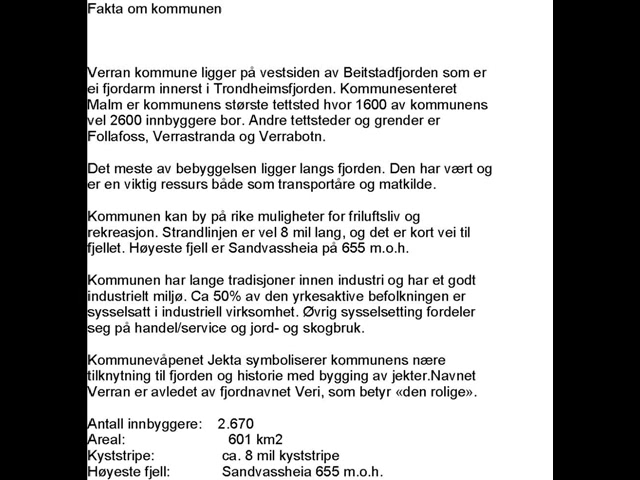 Fakta om kommunen
Verran kommune ligger på vestsiden av Beitstadfjorden som er
ei fjordarm innerst i Trondheimsfjorden. Kommunesenteret
Malm er kommunens største tettsted hvor 1600 av kommunens
vel 2600 innbyggere bor. Andre tettsteder og grender er
Follafoss, Verrastranda og Verrabotn.
Det meste av bebyggelsen ligger langs fjorden. Den har vært og
er en viktig ressurs både som transportåre og matkilde.
Kommunen kan by på rike muligheter for friluftsliv og
rekreasjon. Strandlinjen er vel 8 mil lang, og det er kort vei til
fjellet. Høyeste fjell er Sandvassheia på 655 m.o.h.
Kommunen har lange tradisjoner innen industri og har et godt
industrielt miljø. Ca 50% av den yrkesaktive befolkningen er
sysselsatt i industriell virksomhet. Øvrig sysselsetting fordeler
seg på handel/service og jord- og skogbruk.
Kommunevåpenet Jekta symboliserer kommunens nære
tilknytning til fjorden og historie med bygging av jekter.Navnet
Verran er avledet av fjordnavnet Veri, som betyr «den rolige».
Antall innbyggere: 2.670
Areal: 601 km2
Kyststripe: ca. 8 mil kyststripe
Høyeste fjell: Sandvassheia 655 m.o.h.